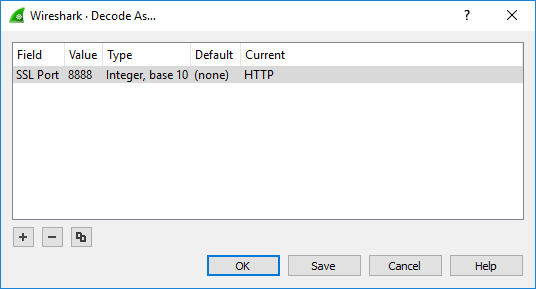 Wireshark · Decode As...
Field Value Type Default Current
SSL Port 8888 Integer, base 10 (none) HTTP
OK Save Cancel Help